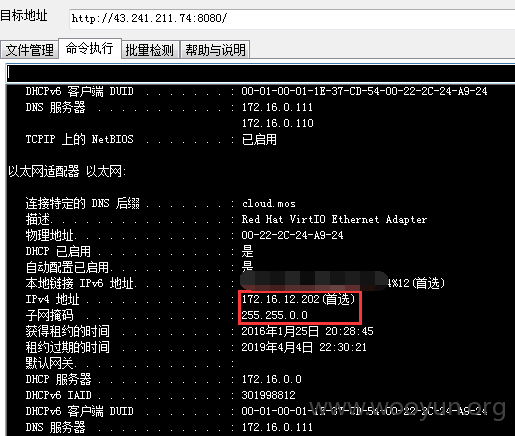 目标地址 http://43.241.211.74:8080/
文件管理 命令执行 批量检测 帮助与说明
DHCPv6 客户端 DUID . . . . . . . : 00-01-00-01-1E-37-CD-54-00-22-2C-24-A9-24
DNS 服务器 . . . . . . . . . . . : 172.16.0.111
172.16.0.110
TCPIP 上的 NetBIOS . . . . . . . : 已启用
以太网适配器 以太网:
连接特定的 DNS 后缀 . . . . . . . : cloud.mos
描述. . . . . . . . . . . . . . . : Red Hat VirtIO Ethernet Adapter
物理地址. . . . . . . . . . . . . : 00-22-2C-24-A9-24
DHCP 已启用 . . . . . . . . . . . : 是
自动配置已启用. . . . . . . . . . : 是
本地链接 IPv6 地址. . . . . . . . : 4%12(首选)
IPv4 地址 . . . . . . . . . . . . : 172.16.12.202(首选)
子网掩码 . . . . . . . . . . . . : 255.255.0.0
获得租约的时间 . . . . . . . . . : 2016年1月25日 20:28:45
租约过期的时间 . . . . . . . . . : 2019年4月4日 22:30:21
默认网关. . . . . . . . . . . . . :
DHCP 服务器 . . . . . . . . . . . : 172.16.0.0
DHCPv6 IAID . . . . . . . . . . . : 301998812
DHCPv6 客户端 DUID . . . . . . . : 00-01-00-01-1E-37-CD-54-00-22-2C-24-A9-24
DNS 服务器 . . . . . . . . . . . : 172.16.0.111
www.wooyun.org